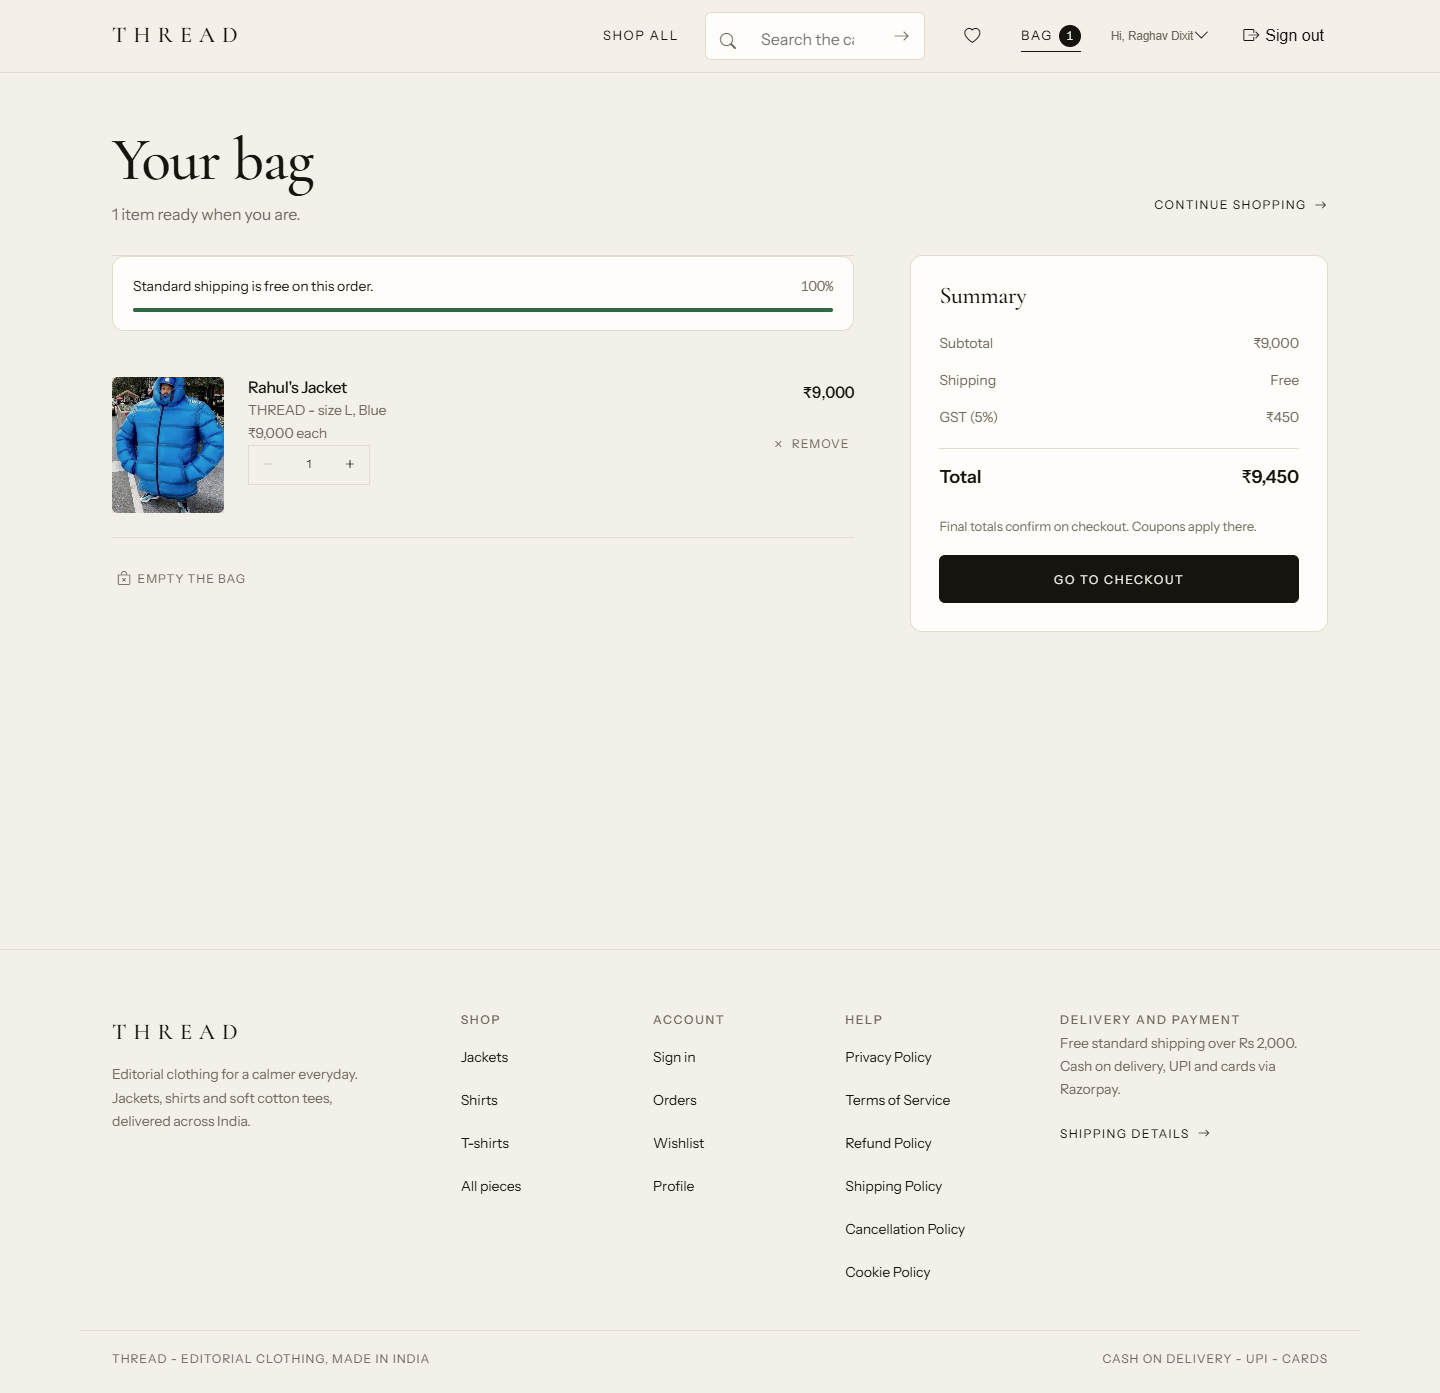 THREAD
SHOP ALL
Search the ca
BAG 1
Hi, Raghav Dixit
Sign out
Your bag
1 item ready when you are.
CONTINUE SHOPPING →
Standard shipping is free on this order.
100%
Rahul's Jacket
THREAD - size L, Blue
₹9,000 each
− 1 +
₹9,000
× REMOVE
EMPTY THE BAG
Summary
Subtotal ₹9,000
Shipping Free
GST (5%) ₹450
Total ₹9,450
Final totals confirm on checkout. Coupons apply there.
GO TO CHECKOUT
THREAD
Editorial clothing for a calmer everyday.
Jackets, shirts and soft cotton tees,
delivered across India.
SHOP
Jackets
Shirts
T-shirts
All pieces
ACCOUNT
Sign in
Orders
Wishlist
Profile
HELP
Privacy Policy
Terms of Service
Refund Policy
Shipping Policy
Cancellation Policy
Cookie Policy
DELIVERY AND PAYMENT
Free standard shipping over Rs 2,000.
Cash on delivery, UPI and cards via
Razorpay.
SHIPPING DETAILS →
THREAD - EDITORIAL CLOTHING, MADE IN INDIA
CASH ON DELIVERY - UPI - CARDS